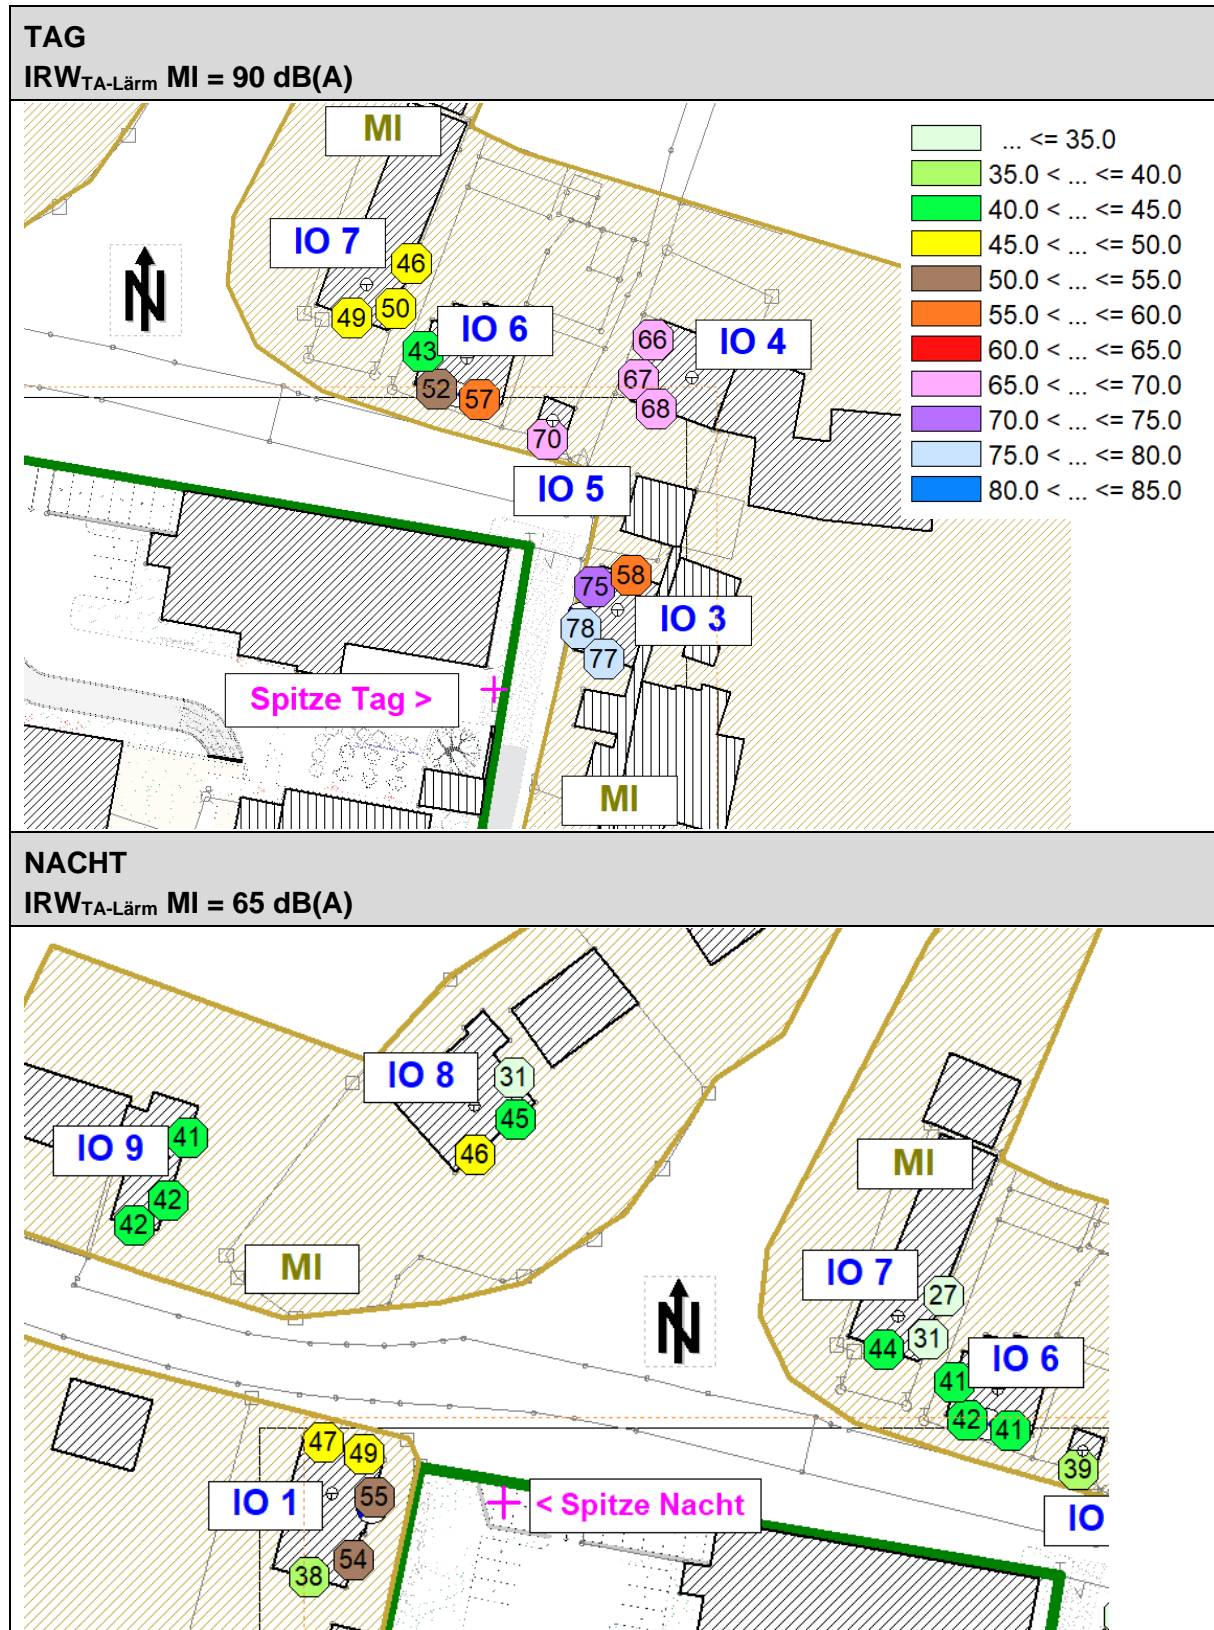 TAG
IRWTA-Lärm MI = 90 dB(A)
MI
... <= 35.0
35.0 < ... <= 40.0
40.0 < ... <= 45.0
45.0 < ... <= 50.0
50.0 < ... <= 55.0
55.0 < ... <= 60.0
60.0 < ... <= 65.0
65.0 < ... <= 70.0
70.0 < ... <= 75.0
75.0 < ... <= 80.0
80.0 < ... <= 85.0
IO 7
46
N
49
50
IO 6
43
52
57
66
IO 4
67
68
70
IO 5
75
58
78
IO 3
77
Spitze Tag >
MI
NACHT
IRWTA-Lärm MI = 65 dB(A)
IO 8
31
45
46
IO 9
41
42
42
MI
MI
IO 7
27
N
44
31
IO 6
41
42
41
39
47
49
IO 1
55
54
38
< Spitze Nacht
IO